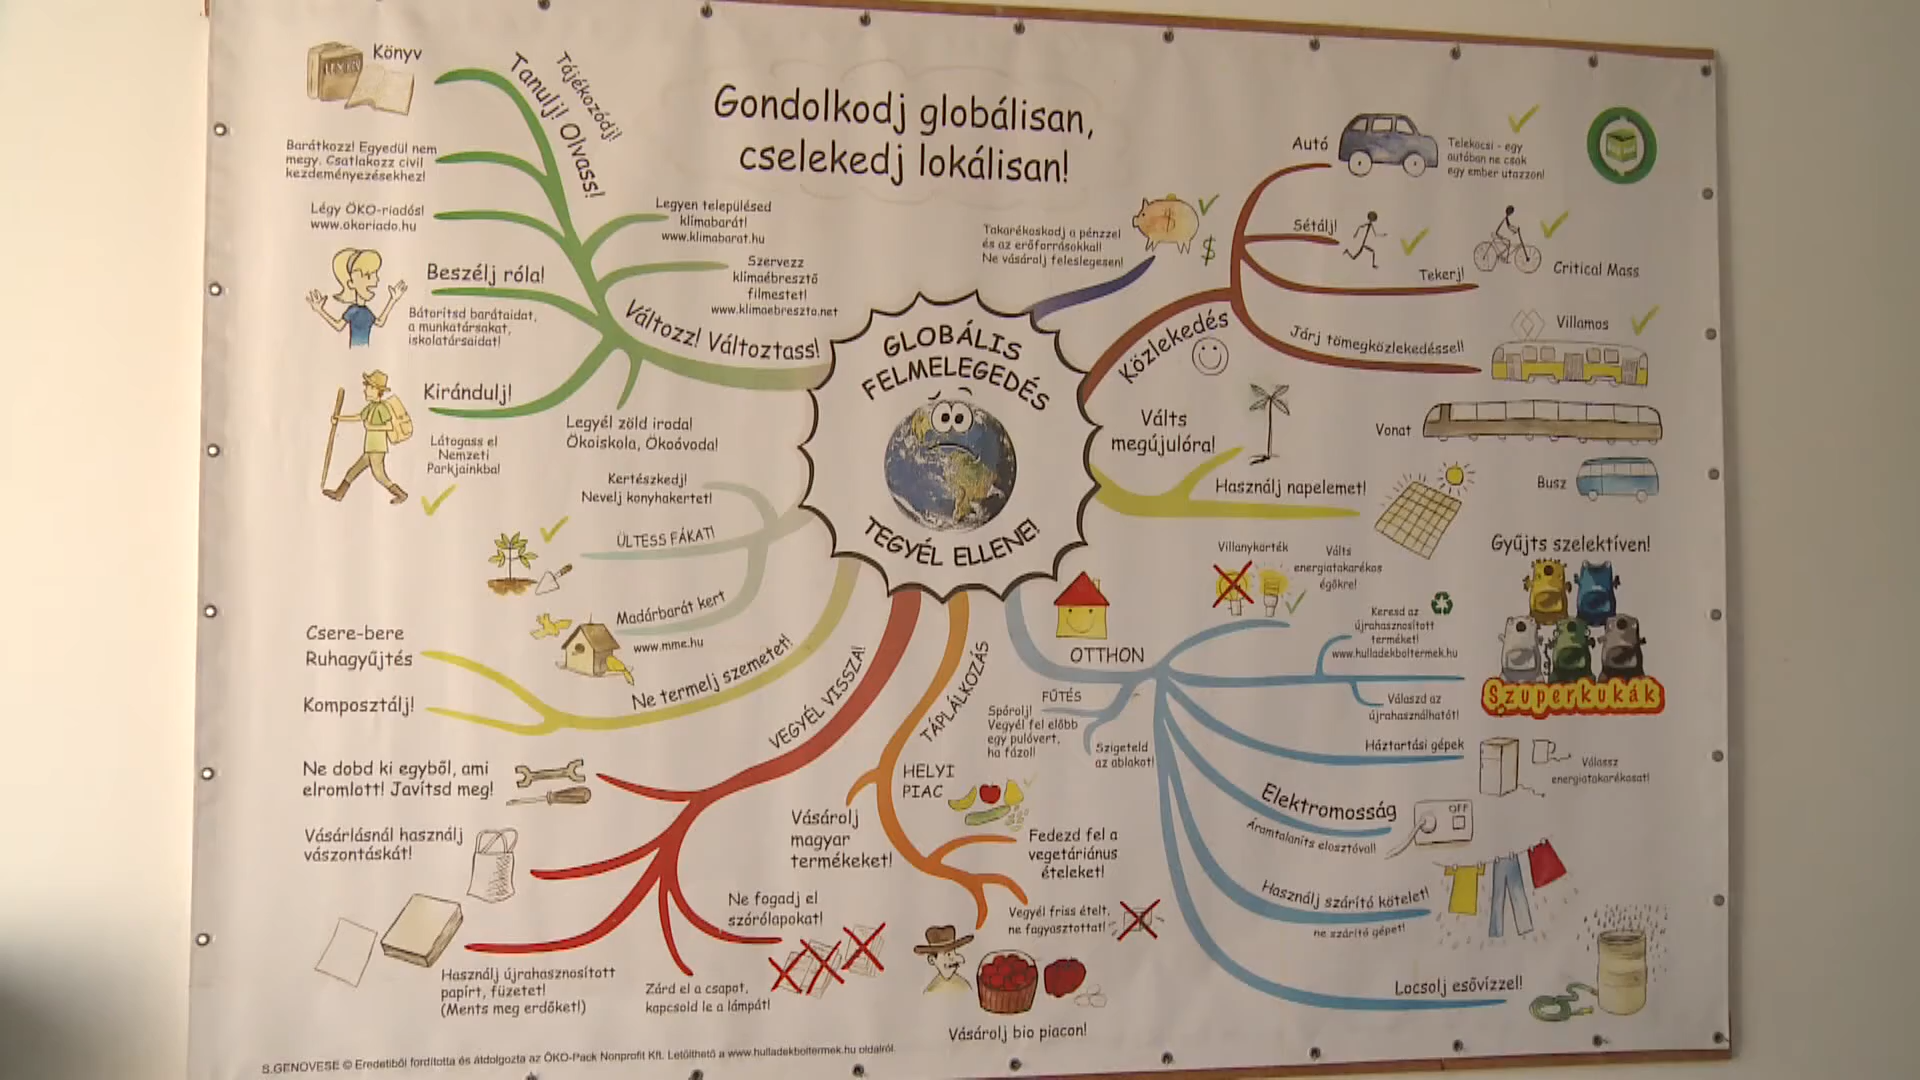 Gondolkodj globálisan,
cselekedj lokálisan!
GLOBÁLIS
FELMELEGEDÉS
TEGYÉL ELLENE!
Könyv
Tájékozódj!
Tanulj! Olvass!
Barátkozz! Egyedül nem
megy. Csatlakozz civil
kezdeményezésekhez!
Légy ÖKO-riadós!
www.okoriado.hu
Beszélj róla!
Bátorítsd barátaidat,
a munkatársakat,
iskolatársaidat!
Kirándulj!
Látogass el
Nemzeti
Parkjainkba!
Legyen településed
klímabarát!
www.klimabarat.hu
Szervezz
klímaébresztő
filmestet!
www.klimaebreszto.net
Változz! Változtass!
Legyél zöld iroda!
Ökoiskola, Ökoóvoda!
Kertészkedj!
Nevelj konyhakertet!
ÜLTESS FÁKAT!
Madárbarát kert
www.mme.hu
Csere-bere
Ruhagyűjtés
Komposztálj!
Ne termelj szemetet!
VEGYÉL VISSZA!
Ne dobd ki egyből, ami
elromlott! Javítsd meg!
Vásárlásnál használj
vászontáskát!
Használj újrahasznosított
papírt, füzetet!
(Ments meg erdőket!)
Zárd el a csapot,
kapcsold le a lámpát!
Ne fogadj el
szórólapokat!
TÁPLÁLKOZÁS
HELYI
PIAC
Vásárolj
magyar
termékeket!
Fedezd fel a
vegetáriánus
ételeket!
Vegyél friss ételt,
ne fagyasztottat!
Vásárolj bio piacon!
Takarékoskodj a pénzzel
és az erőforrásokkal!
Ne vásárolj feleslegesen!
Közlekedés
Autó
Telekocsi - egy
autóban ne csak
egy ember utazzon!
Sétálj!
Tekerj!
Critical Mass
Járj tömegközlekedéssel!
Villamos
Vonat
Busz
Válts
megújulóra!
Használj napelemet!
OTTHON
FŰTÉS
Spórolj!
Vegyél fel előbb
egy pulóvert,
ha fázol!
Szigeteld
az ablakot!
Villanykörték
Válts
energiatakarékos
égőkre!
Gyűjts szelektíven!
Keresd az
újrahasznosított
terméket!
www.hulladekboltermek.hu
Válaszd az
újrahasználhatót!
Szuperkukák
Háztartási gépek
Válassz
energiatakarékosat!
Elektromosság
Áramtalaníts elosztóval!
OFF
Használj szárító kötelet!
ne szárító gépet!
Locsolj esővízzel!
S.GENOVESE © Eredetiből fordította és átdolgozta az ÖKO-Pack Nonprofit Kft. Letölthető a www.hulladekboltermek.hu oldalról.